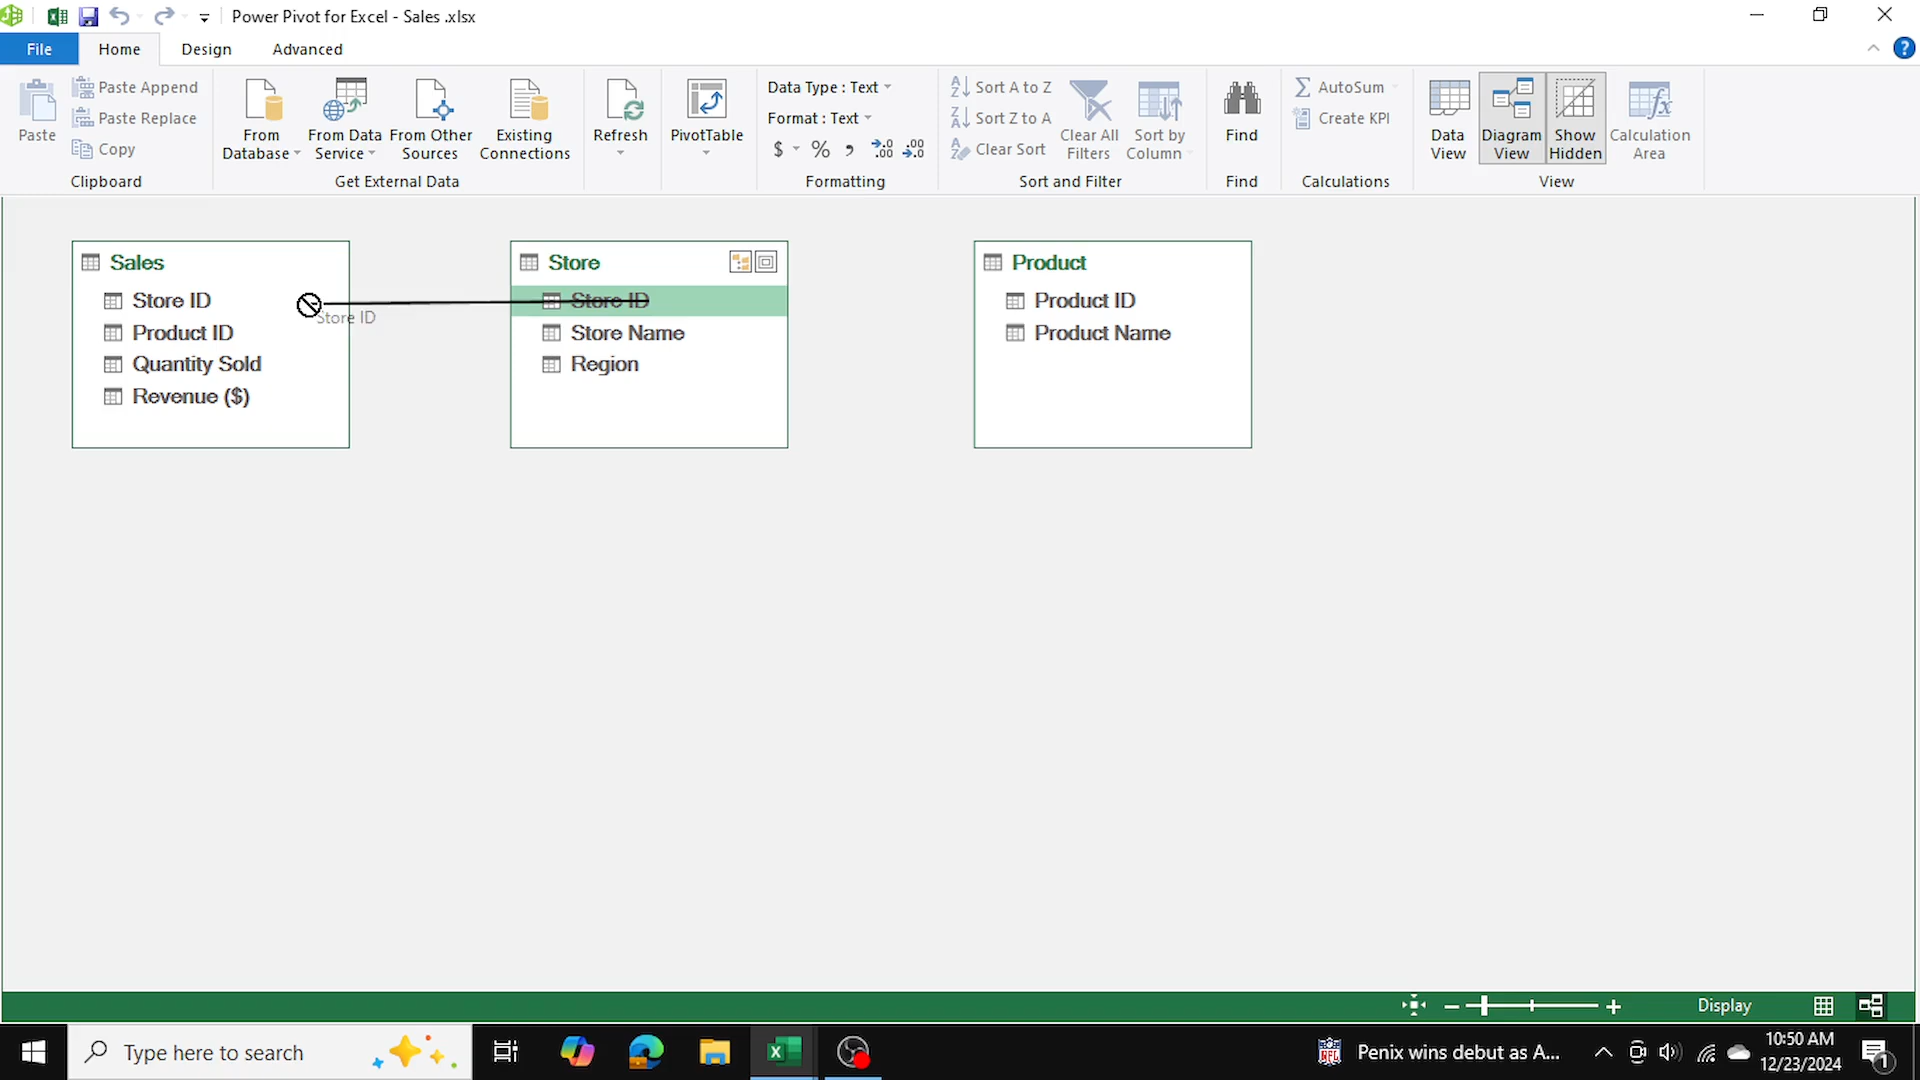 Power Pivot for Excel - Sales .xlsx
File
Home
Design
Advanced
Paste
Paste Append
Paste Replace
Copy
Clipboard
From
Database
From Data
Service
From Other
Sources
Existing
Connections
Get External Data
Refresh
PivotTable
Data Type : Text
Format : Text
$
%
Formatting
Sort A to Z
Sort Z to A
Clear Sort
Clear All
Filters
Sort by
Column
Sort and Filter
Find
Find
AutoSum
Create KPI
Calculations
Data
View
Diagram
View
Show
Hidden
Calculation
Area
View
Sales
Store ID
Product ID
Quantity Sold
Revenue ($)
Store ID
Store
Store ID
Store Name
Region
Product
Product ID
Product Name
Display
Type here to search
Penix wins debut as A...
10:50 AM
12/23/2024
1